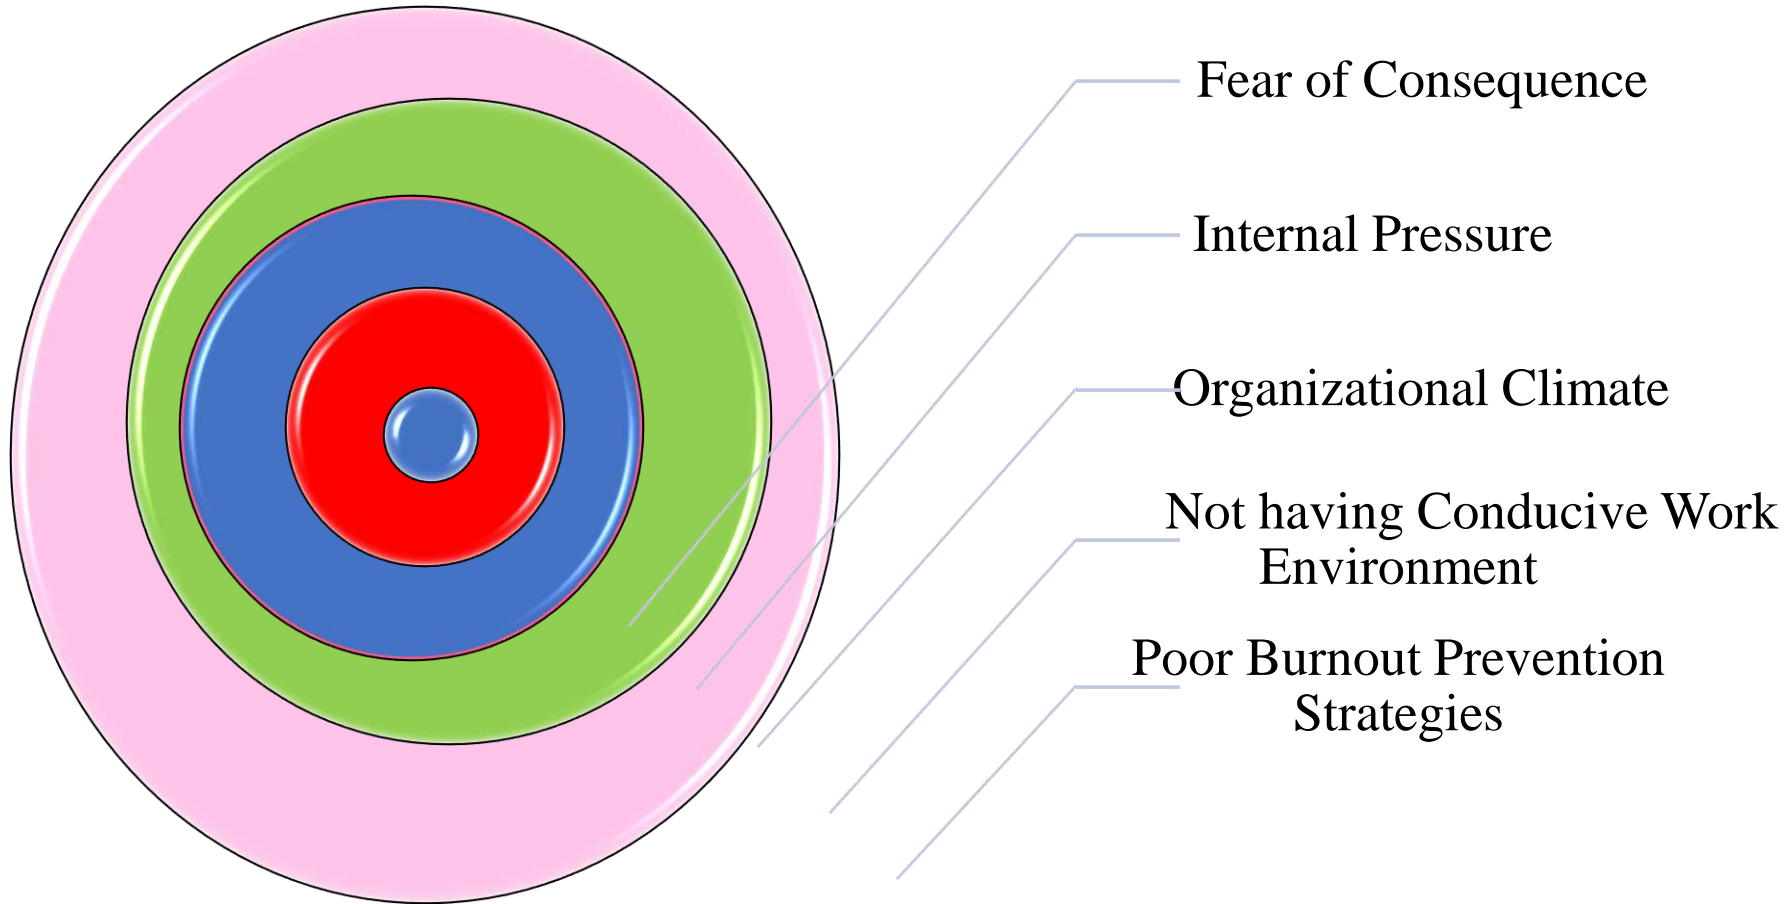 Fear of Consequence
Internal Pressure
Organizational Climate
Not having Conducive Work
Environment
Poor Burnout Prevention
Strategies